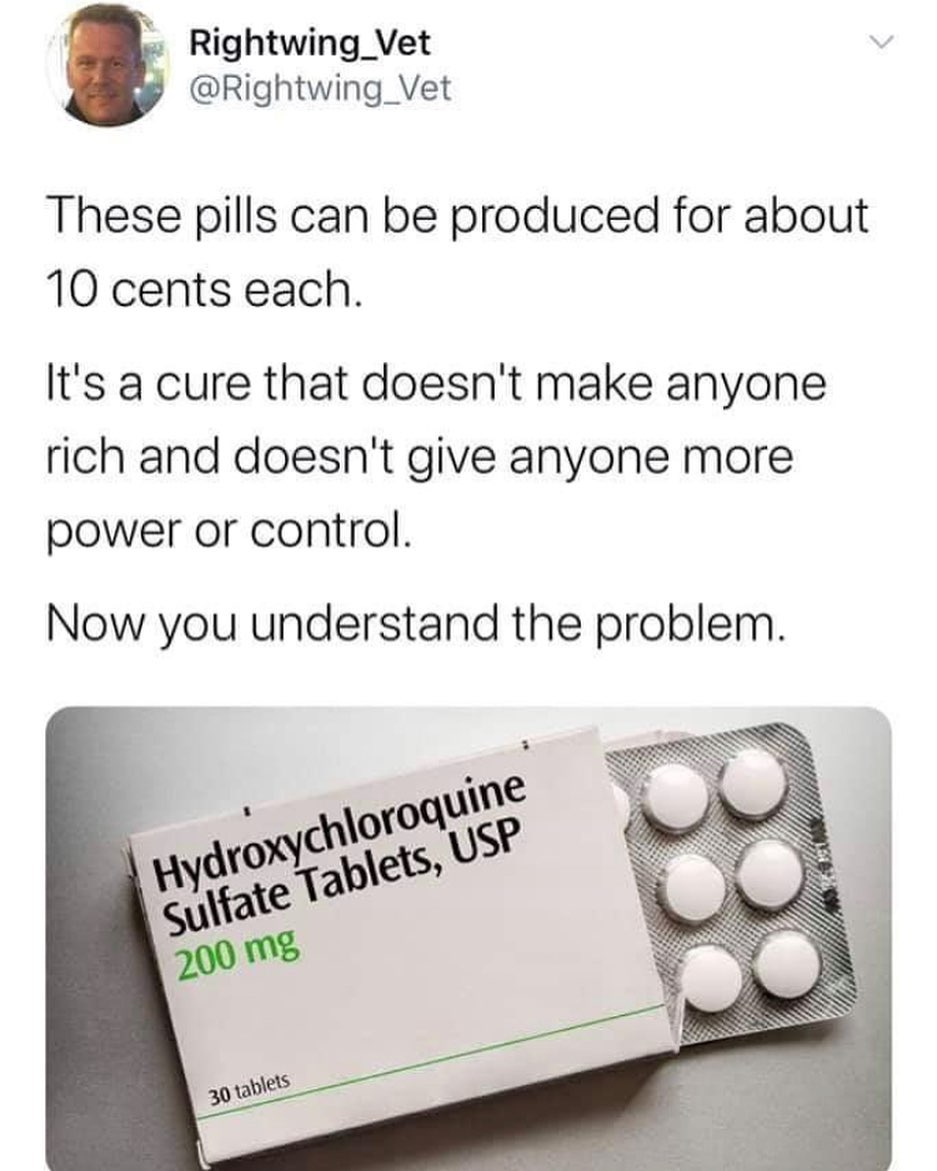 Rightwing_Vet
@Rightwing_Vet
These pills can be produced for about
10 cents each.
It's a cure that doesn't make anyone
rich and doesn't give anyone more
power or control.
Now you understand the problem.
Hydroxychloroquine
Sulfate Tablets, USP
200 mg
30 tablets